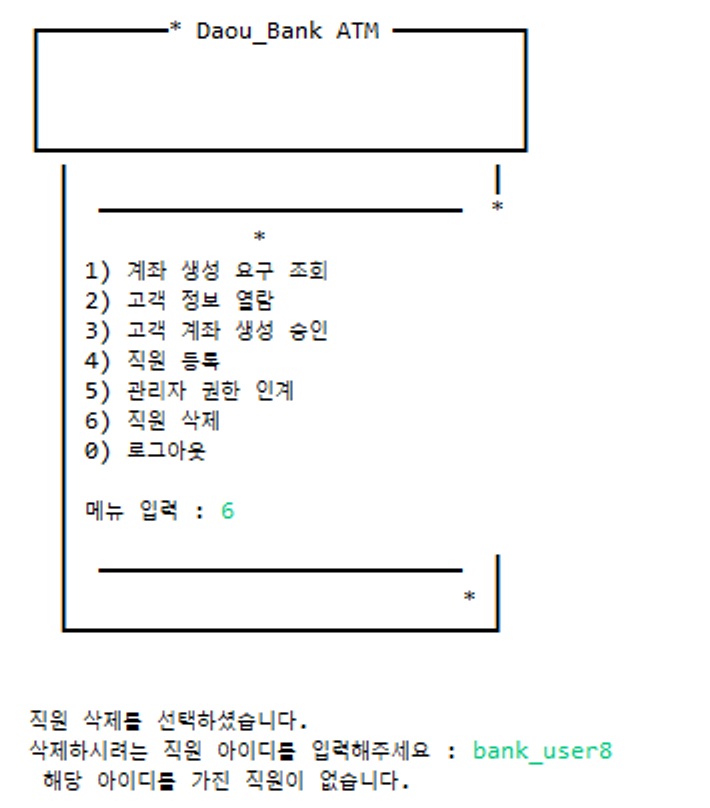 * Daou_Bank ATM
*
*
1) 계좌 생성 요구 조회
2) 고객 정보 열람
3) 고객 계좌 생성 승인
4) 직원 등록
5) 관리자 권한 인계
6) 직원 삭제
0) 로그아웃
메뉴 입력 : 6
*
직원 삭제를 선택하셨습니다.
삭제하시려는 직원 아이디를 입력해주세요 : bank_user8
해당 아이디를 가진 직원이 없습니다.